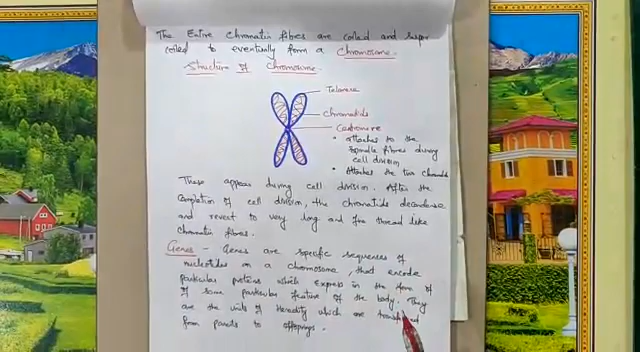 The Entire Chromatin fibres are coiled and super
coiled to eventually form a Chromosome.
Structure of Chromosome.
Telomere
Chromatids
Centromere
• attaches to the
spindle fibres during
cell division
• Attaches the two chromatids
These appear during cell division. After the
completion of cell division, the chromatids decondense
and revert to very long and fine thread like
chromatin fibres.
Genes - Genes are specific sequences of
nucleotides on a chromosome, that encode
particular proteins which express in the form of
of some particular feature of the body. They
are the units of heredity which are
from parents to offsprings.